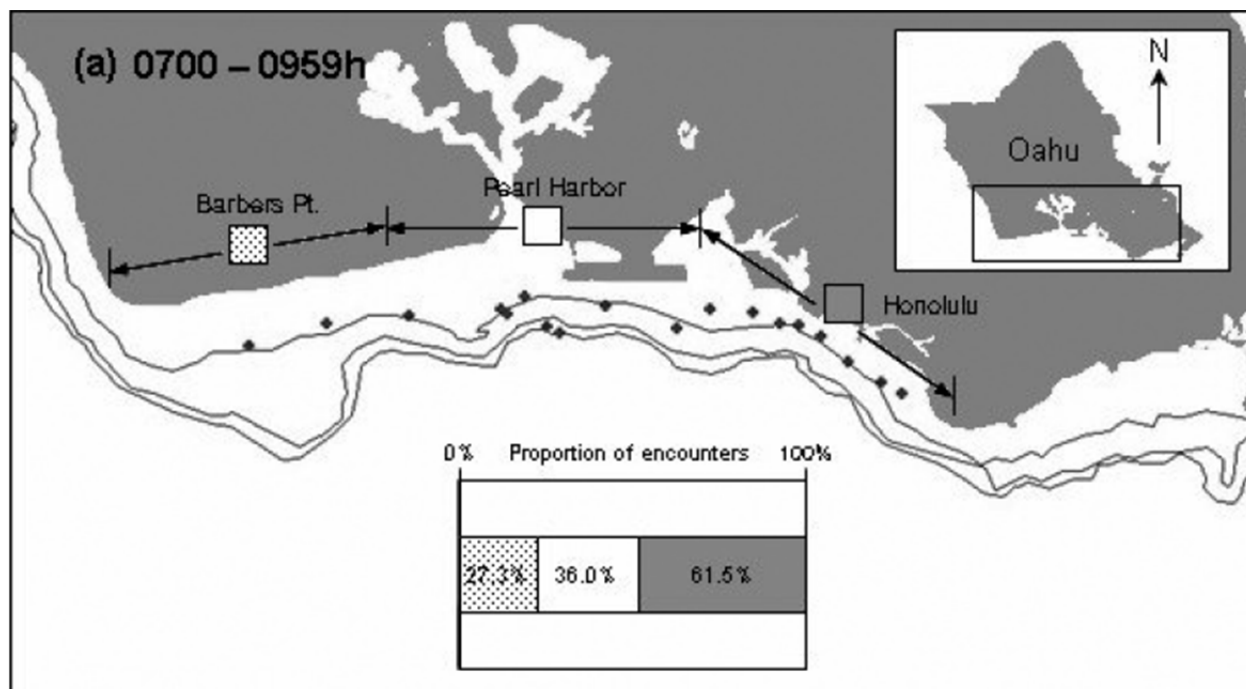 (a) 0700 – 0959h
N
Oahu
Pearl Harbor
Barbers Pt.
Honolulu
0% Proportion of encounters 100%
27.3% 36.0% 61.5%